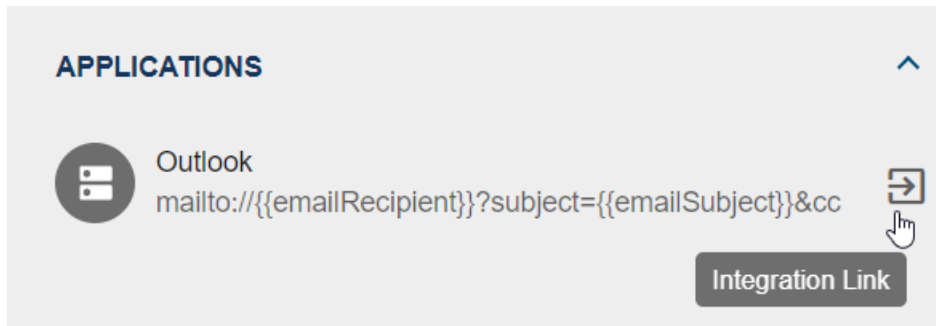 APPLICATIONS
Outlook
mailto://{{emailRecipient}}?subject={{emailSubject}}&cc
Integration Link